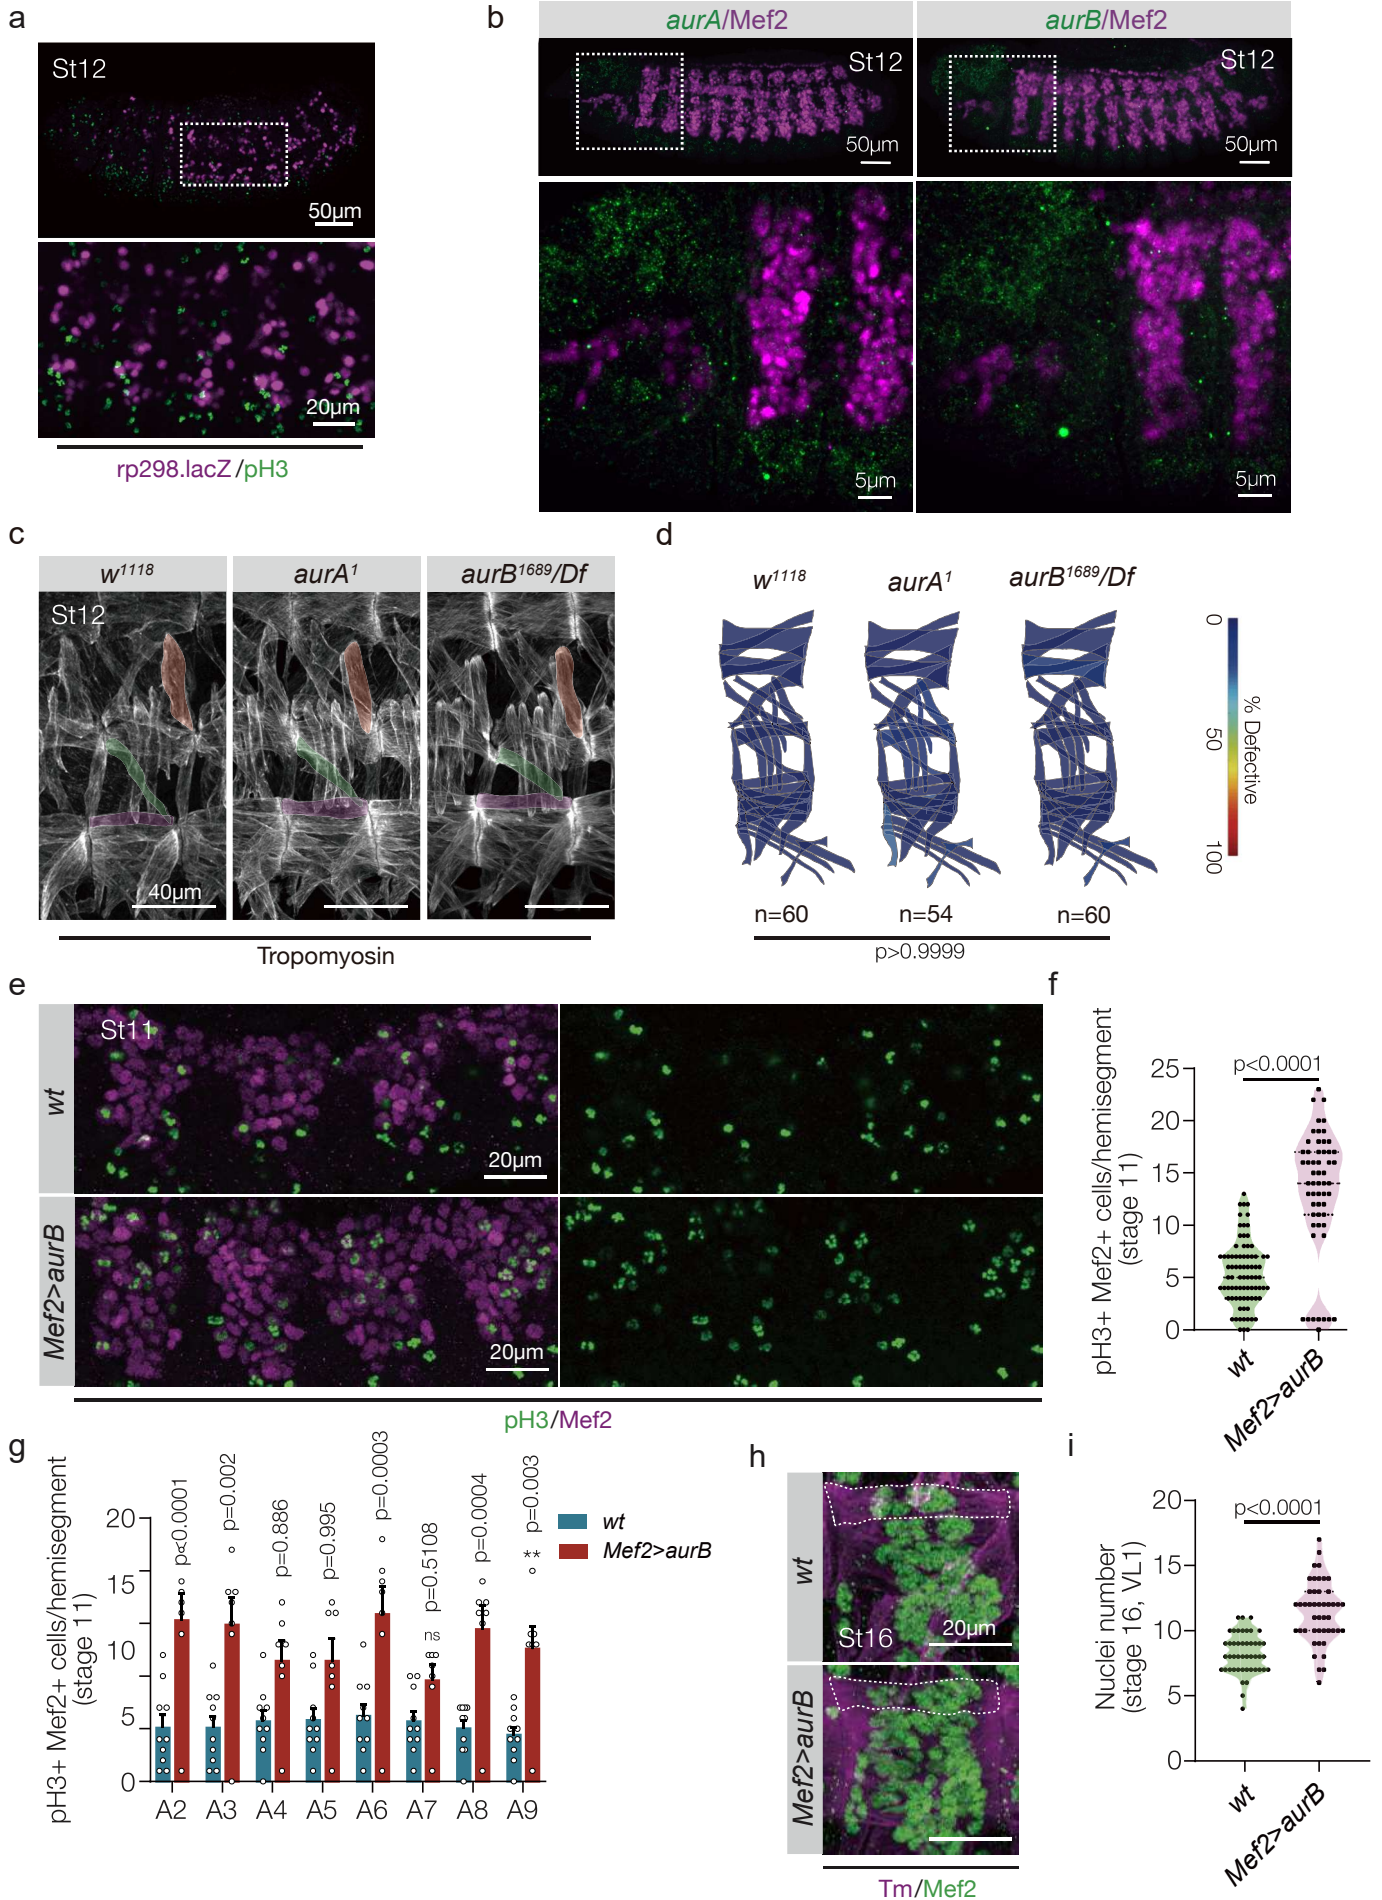 a
St12
50µm
20µm
rp298.lacZ/pH3
b
aurA/Mef2
aurB/Mef2
St12
St12
50µm
50µm
5µm
5µm
c
w1118
aurA1
aurB1689/Df
St12
40µm
Tropomyosin
d
w1118
aurA1
aurB1689/Df
0
50
100
% Defective
n=60
n=54
n=60
p>0.9999
e
wt
St11
20µm
Mef2>aurB
20µm
pH3/Mef2
f
pH3+ Mef2+ cells/hemisegment
(stage 11)
p<0.0001
25
20
15
10
5
0
wt
Mef2>aurB
g
pH3+ Mef2+ cells/hemisegment
(stage 11)
20
15
10
5
0
p<0.0001
p=0.002
p=0.886
p=0.995
p=0.0003
p=0.5108
ns
p=0.0004
p=0.003
**
wt
Mef2>aurB
A2
A3
A4
A5
A6
A7
A8
A9
h
wt
St16
20µm
Mef2>aurB
Tm/Mef2
i
Nuclei number
(stage 16, VL1)
p<0.0001
20
15
10
5
0
wt
Mef2>aurB